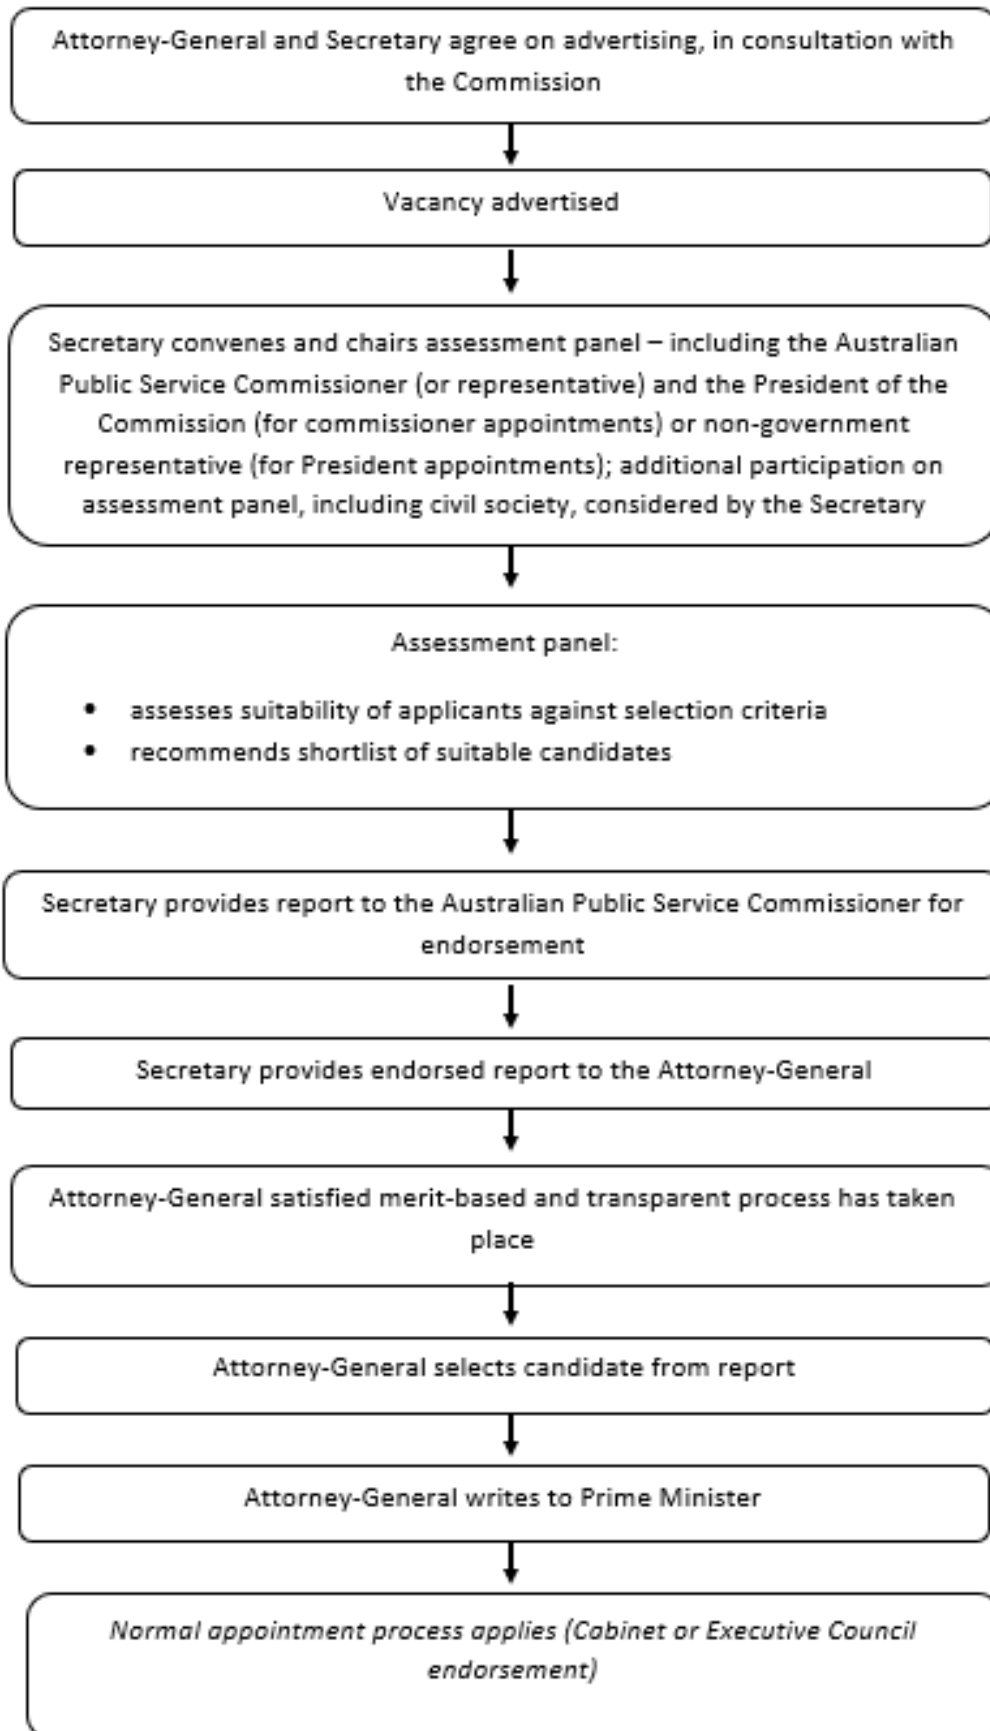 Attorney-General and Secretary agree on advertising, in consultation with
the Commission
Vacancy advertised
Secretary convenes and chairs assessment panel – including the Australian
Public Service Commissioner (or representative) and the President of the
Commission (for commissioner appointments) or non-government
representative (for President appointments); additional participation on
assessment panel, including civil society, considered by the Secretary
Assessment panel:
• assesses suitability of applicants against selection criteria
• recommends shortlist of suitable candidates
Secretary provides report to the Australian Public Service Commissioner for
endorsement
Secretary provides endorsed report to the Attorney-General
Attorney-General satisfied merit-based and transparent process has taken
place
Attorney-General selects candidate from report
Attorney-General writes to Prime Minister
Normal appointment process applies (Cabinet or Executive Council
endorsement)